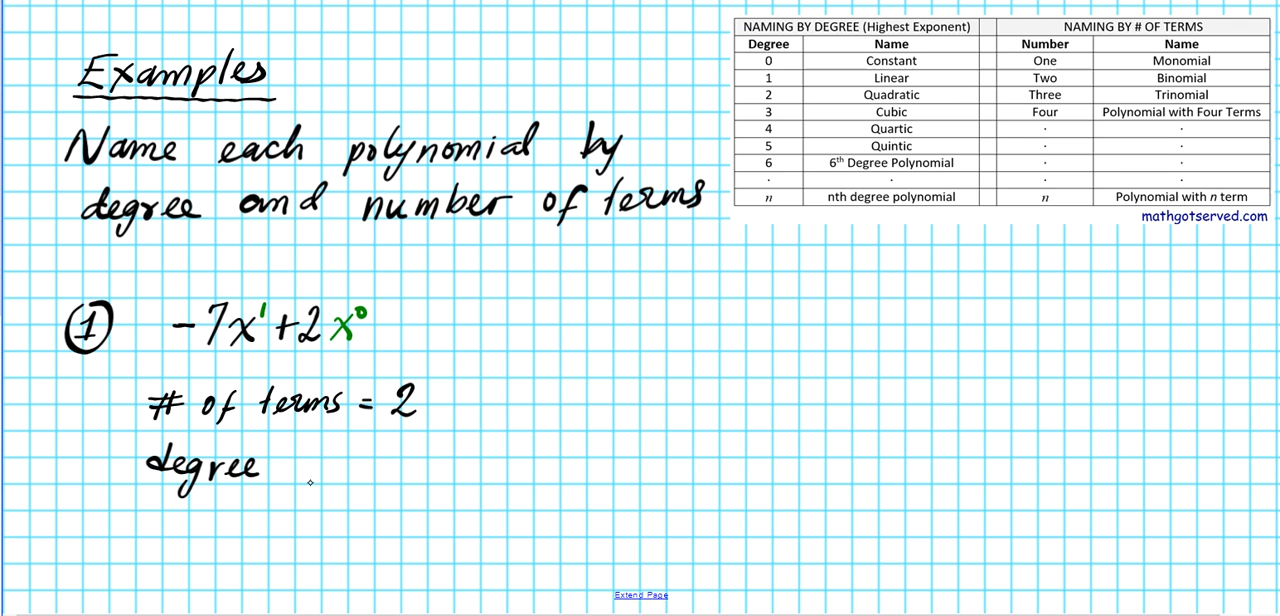 Examples
Name each polynomial by
degree and number of terms
NAMING BY DEGREE (Highest Exponent) NAMING BY # OF TERMS
Degree Name Number Name
0 Constant One Monomial
1 Linear Two Binomial
2 Quadratic Three Trinomial
3 Cubic Four Polynomial with Four Terms
4 Quartic · ·
5 Quintic · ·
6 6th Degree Polynomial · ·
· · · ·
n nth degree polynomial n Polynomial with n term
mathgotserved.com
① -7x¹+2x⁰
# of terms = 2
degree
Extend Page